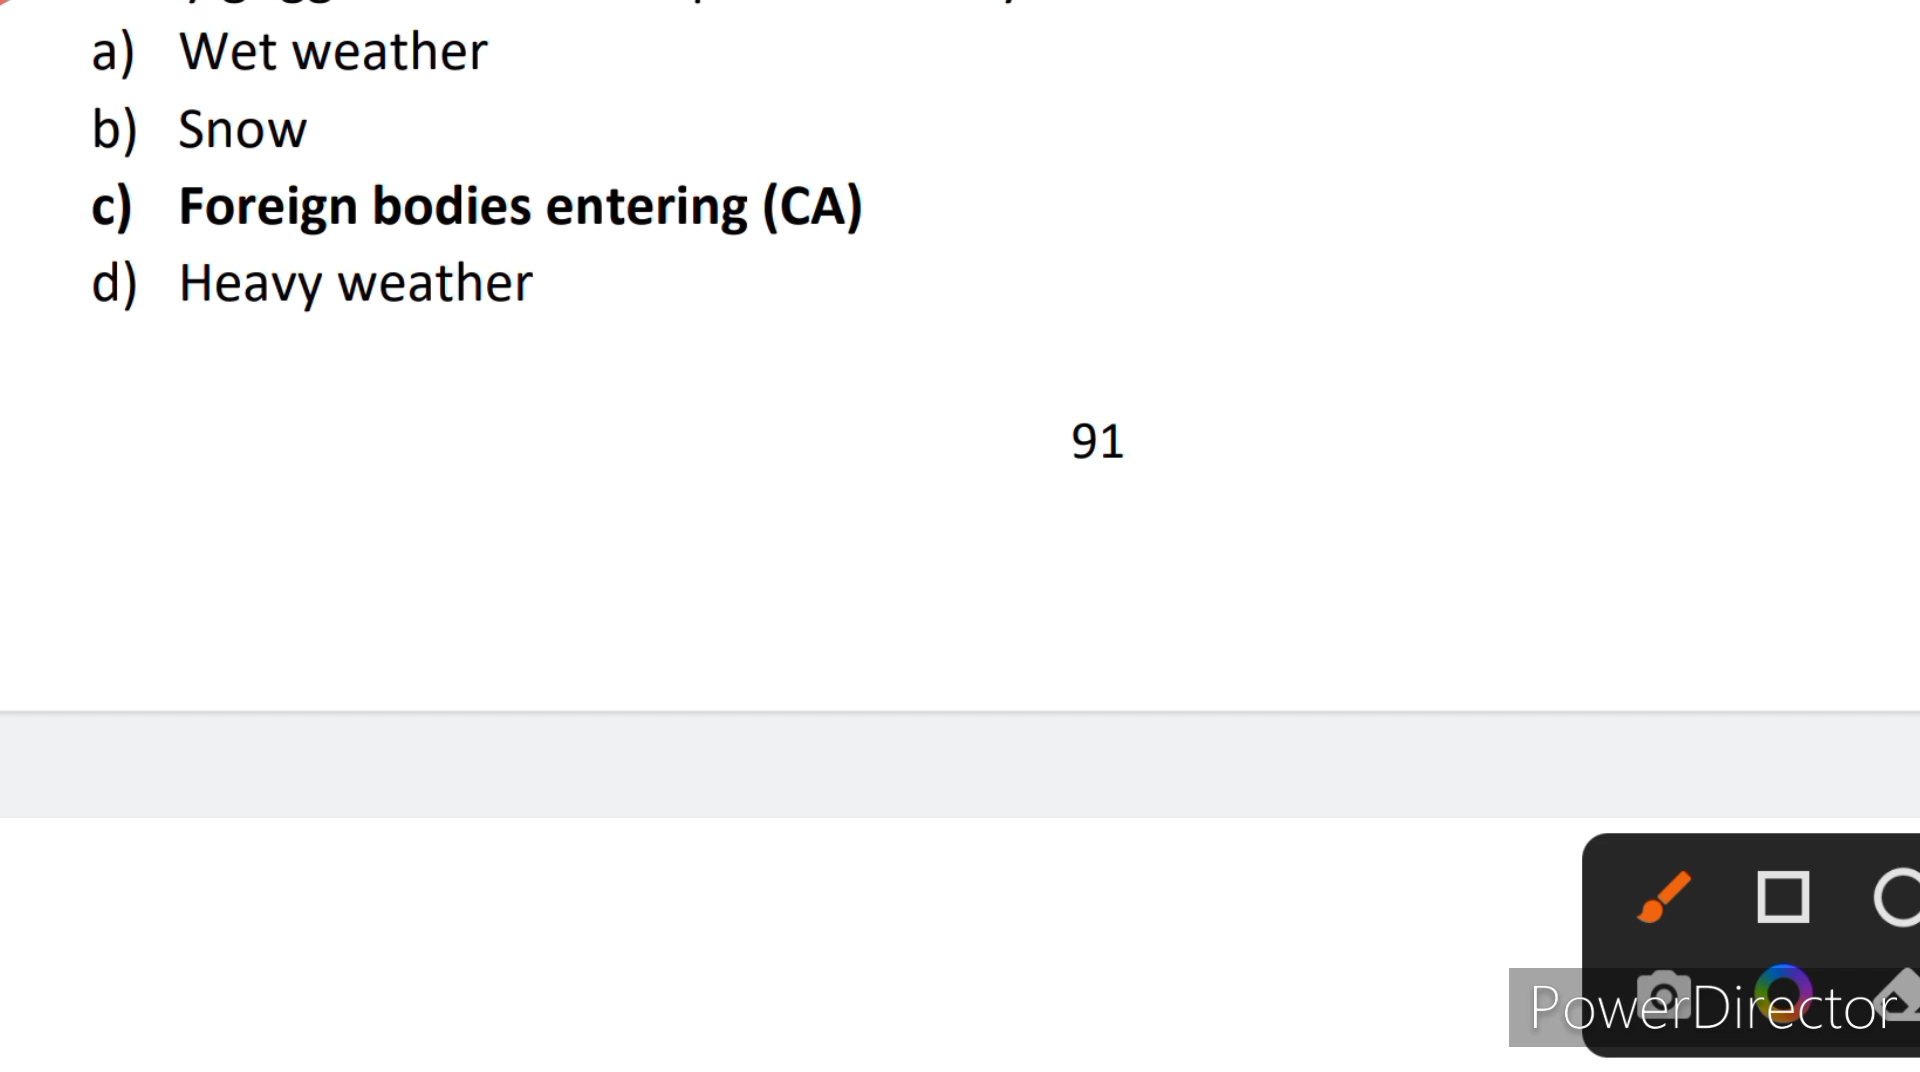 a) Wet weather
b) Snow
c) Foreign bodies entering (CA)
d) Heavy weather
91
PowerDirector